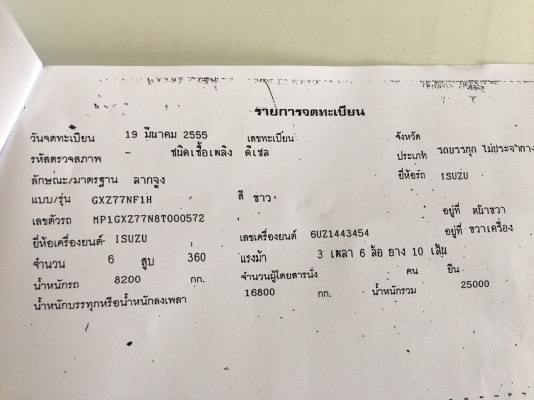 รายการจดทะเบียน
วันจดทะเบียน 19 มีนาคม 2555 เลขทะเบียน จังหวัด
รหัสตรวจสภาพ - ชนิดเชื้อเพลิง ดีเซล ประเภท รถบรรทุก ไม่ประจำทาง
ลักษณะ/มาตรฐาน ลากจูง ยี่ห้อรถ ISUZU
แบบ/รุ่น GXZ77NF1H สี ขาว
เลขตัวรถ MP1GXZ77N8T000572 อยู่ที่ หน้าขวา
ยี่ห้อเครื่องยนต์ ISUZU เลขเครื่องยนต์ 6UZ1443454 อยู่ที่ ขวาเครื่อง
จำนวน 6 สูบ 360 แรงม้า 3 เพลา 6 ล้อ ยาง 10 เส้น
น้ำหนักรถ 8200 กก. จำนวนผู้โดยสารนั่ง คน ยืน
น้ำหนักบรรทุกหรือน้ำหนักลงเพลา 16800 กก. น้ำหนักรวม 25000